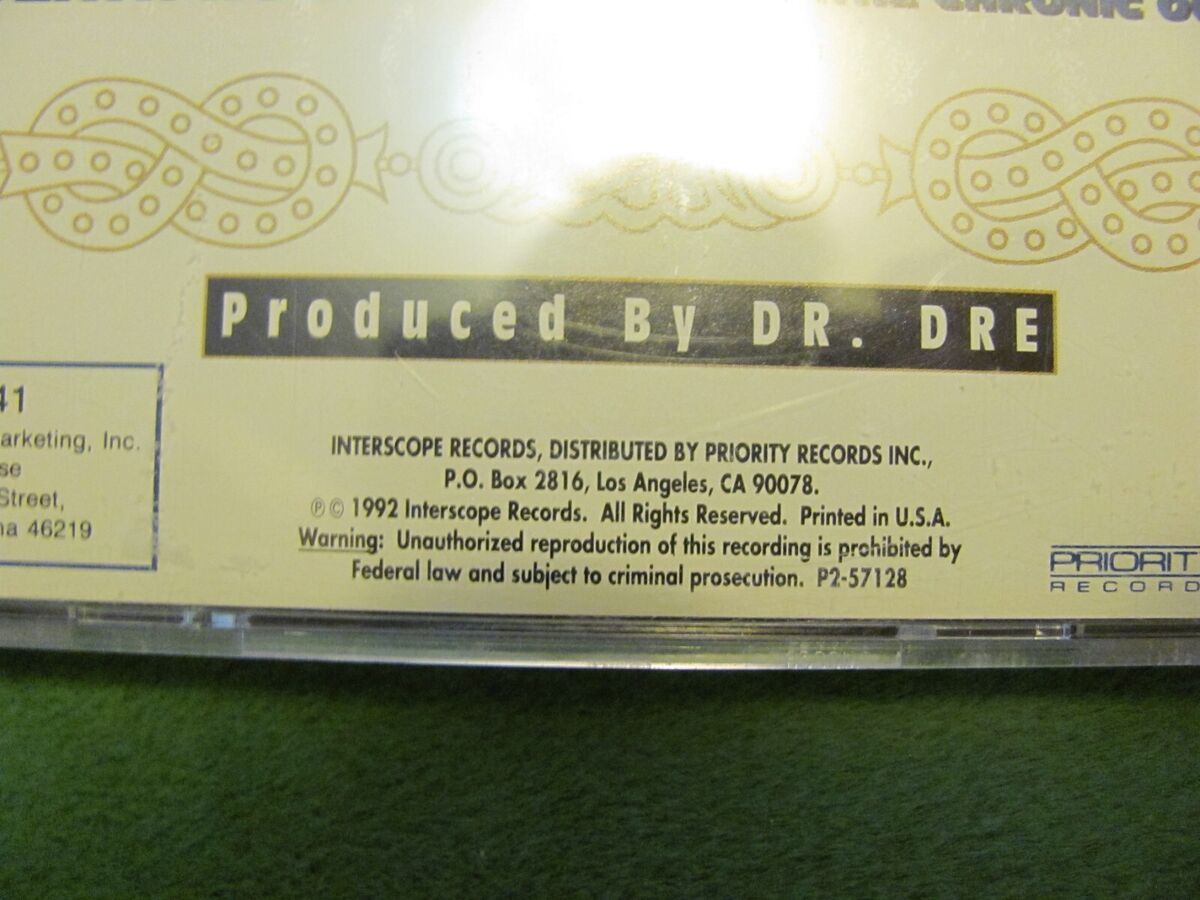 CHRONIC
Produced By DR. DRE
41
arketing, Inc.
se
Street,
na 46219
INTERSCOPE RECORDS, DISTRIBUTED BY PRIORITY RECORDS INC.,
P.O. Box 2816, Los Angeles, CA 90078.
℗ © 1992 Interscope Records. All Rights Reserved. Printed in U.S.A.
Warning: Unauthorized reproduction of this recording is prohibited by
Federal law and subject to criminal prosecution. P2-57128
PRIORIT
RECORD